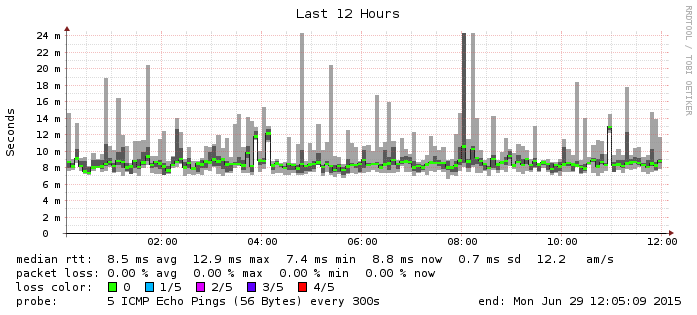 Last 12 Hours
RRDTOOL / TOBI OETIKER
Seconds
24 m
22 m
20 m
18 m
16 m
14 m
12 m
10 m
8 m
6 m
4 m
2 m
0
02:00 04:00 06:00 08:00 10:00 12:00
median rtt: 8.5 ms avg 12.9 ms max 7.4 ms min 8.8 ms now 0.7 ms sd 12.2 am/s
packet loss: 0.00 % avg 0.00 % max 0.00 % min 0.00 % now
loss color: 0 1/5 2/5 3/5 4/5
probe: 5 ICMP Echo Pings (56 Bytes) every 300s end: Mon Jun 29 12:05:09 2015